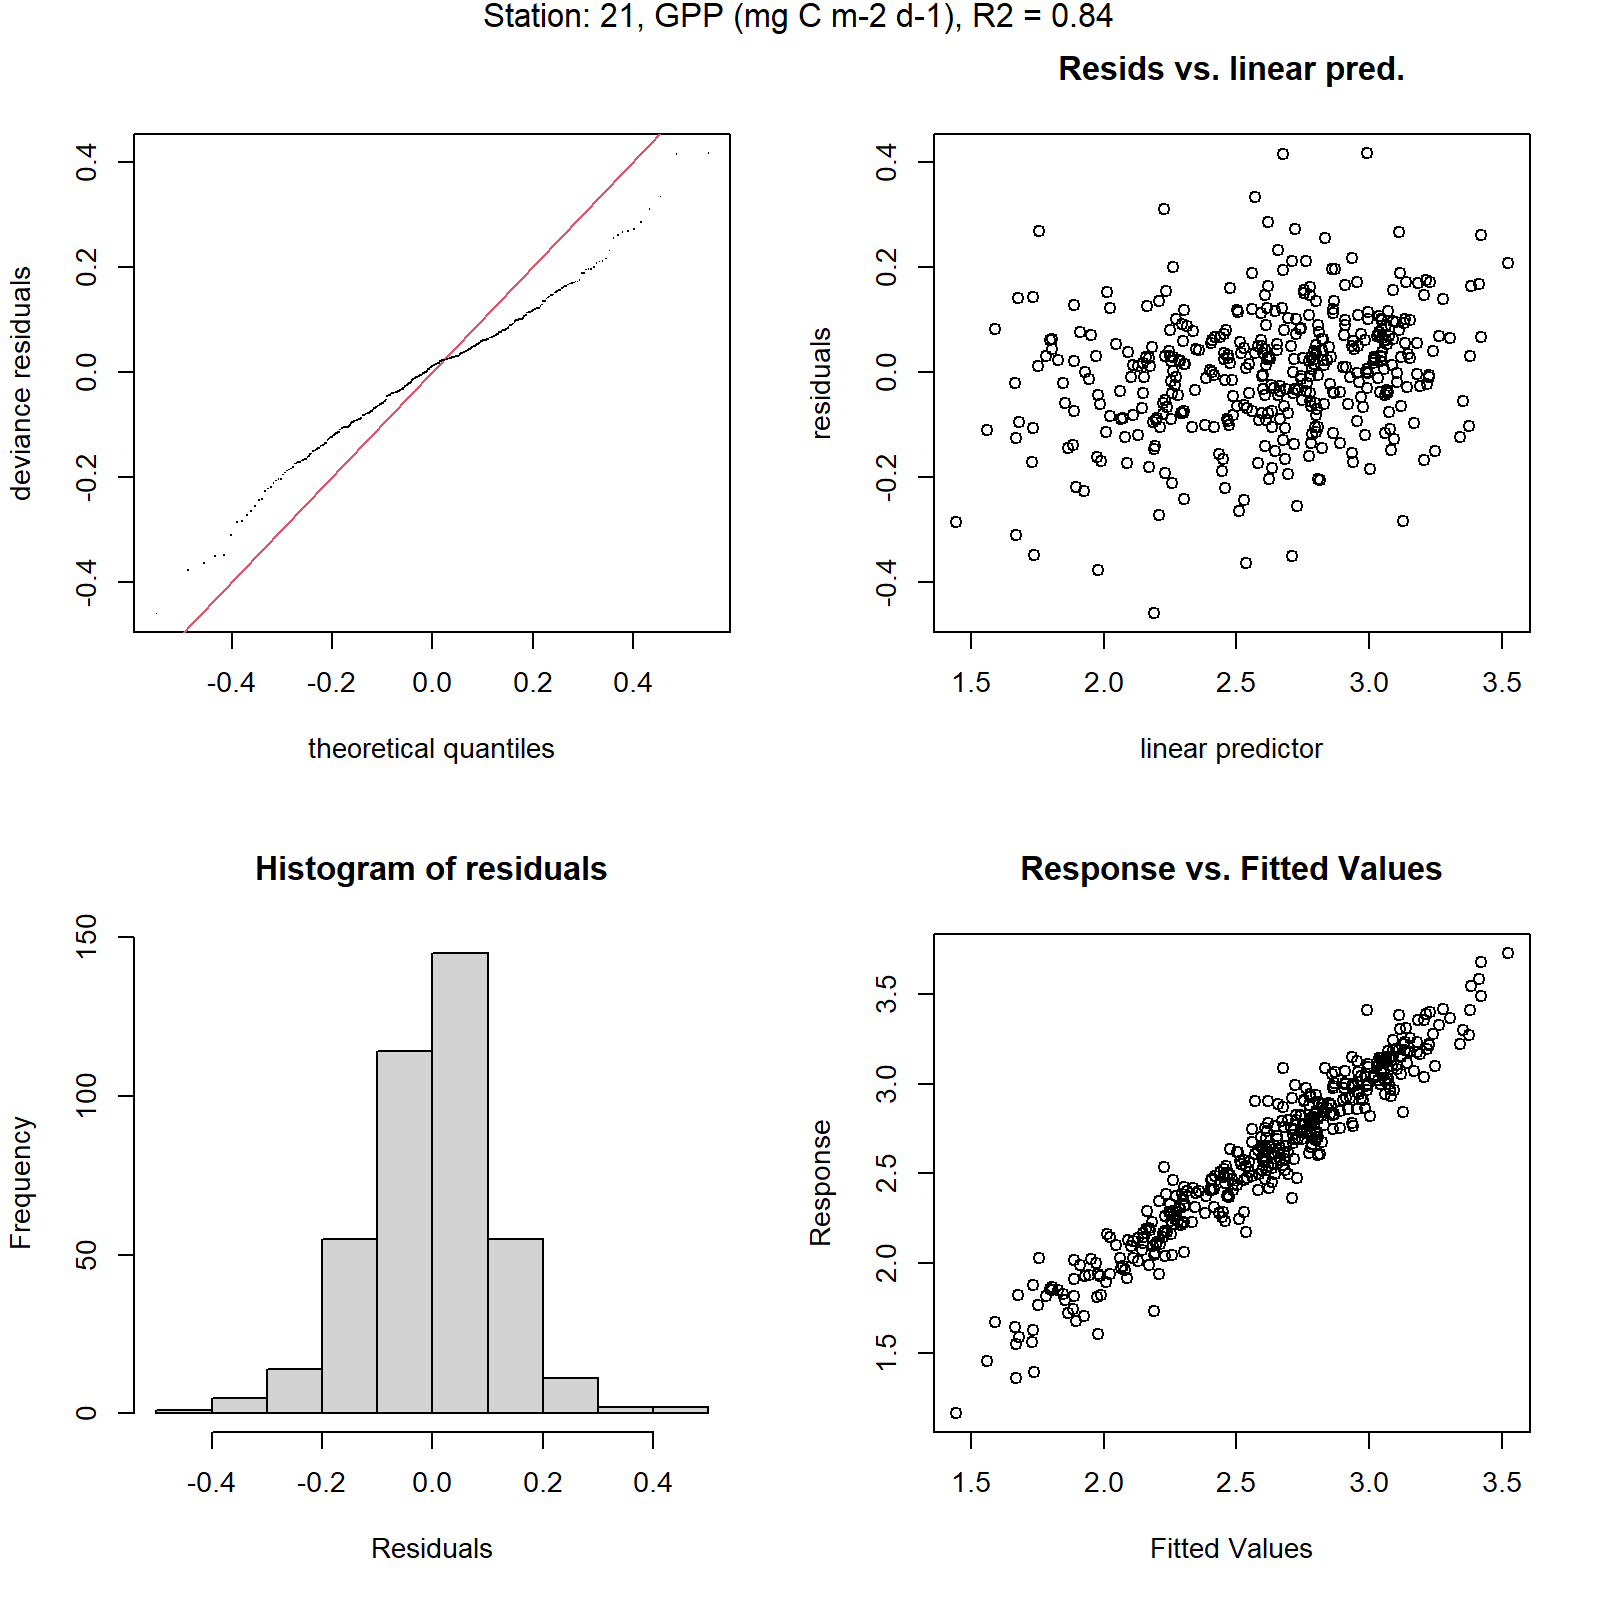 Station: 21, GPP (mg C m-2 d-1), R2 = 0.84
deviance residuals
0.4
0.2
0.0
-0.2
-0.4
-0.4 -0.2 0.0 0.2 0.4
theoretical quantiles
Resids vs. linear pred.
residuals
0.4
0.2
0.0
-0.2
-0.4
1.5 2.0 2.5 3.0 3.5
linear predictor
Histogram of residuals
Frequency
150
100
50
0
-0.4 -0.2 0.0 0.2 0.4
Residuals
Response vs. Fitted Values
Response
3.5
3.0
2.5
2.0
1.5
1.5 2.0 2.5 3.0 3.5
Fitted Values